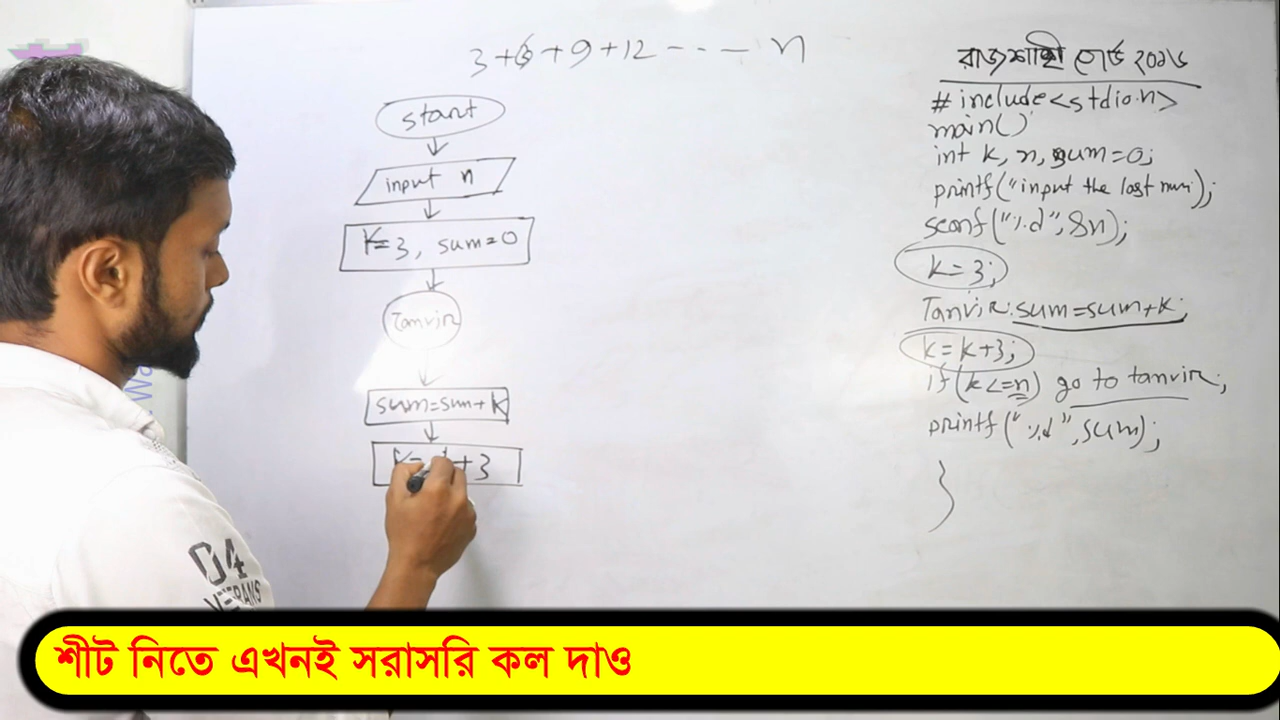 3+6+9+12 --- n
start
input n
K=3, sum=0
Tanvir
sum=sum+K
K=k+3
রাজশাহী বোর্ড ২০১৬
# include<stdio.h>
main()
int k, n, sum=0;
printf("input the last num);
scanf("%d",&n);
k=3;
Tanvir: sum=sum+k;
k=k+3;
if(k<=n) go to tanvir;
printf("%d",sum);
}
04
VETERANS
শীট নিতে এখনই সরাসরি কল দাও